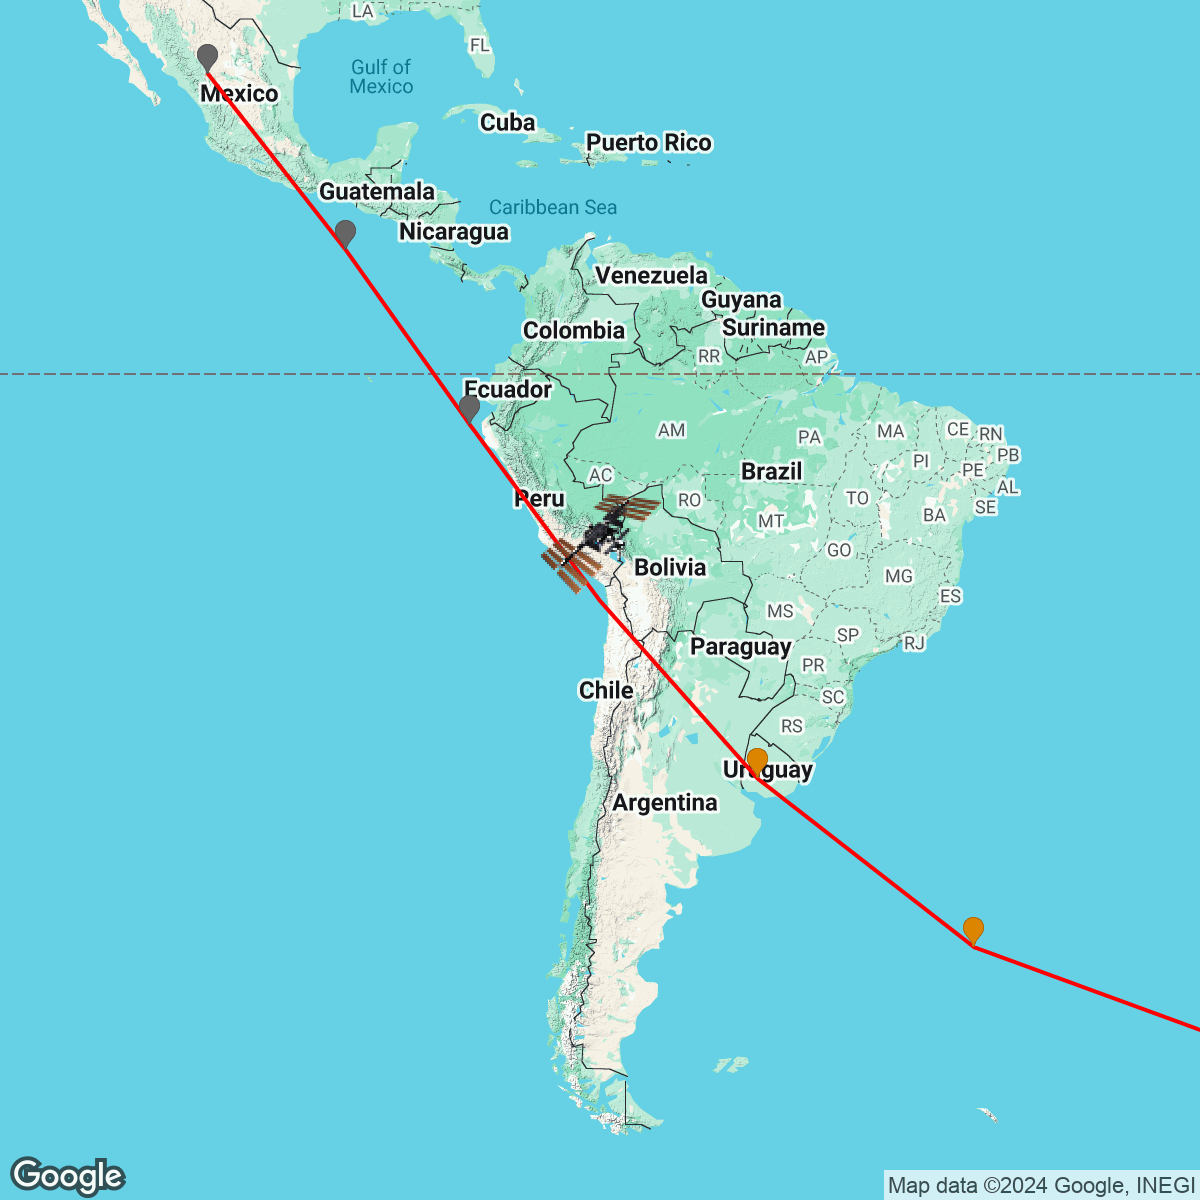 LA
FL
Gulf of
Mexico
Mexico
Cuba
Puerto Rico
Guatemala
Caribbean Sea
Nicaragua
Venezuela
Guyana
Colombia
Suriname
RR
AP
Ecuador
AM
PA
MA
CE
RN
PB
PI
PE
AC
Brazil
AL
Peru
RO
TO
SE
MT
BA
GO
Bolivia
MG
ES
MS
SP
RJ
Paraguay
PR
Chile
SC
RS
Uruguay
Argentina
Google
Map data ©2024 Google, INEGI